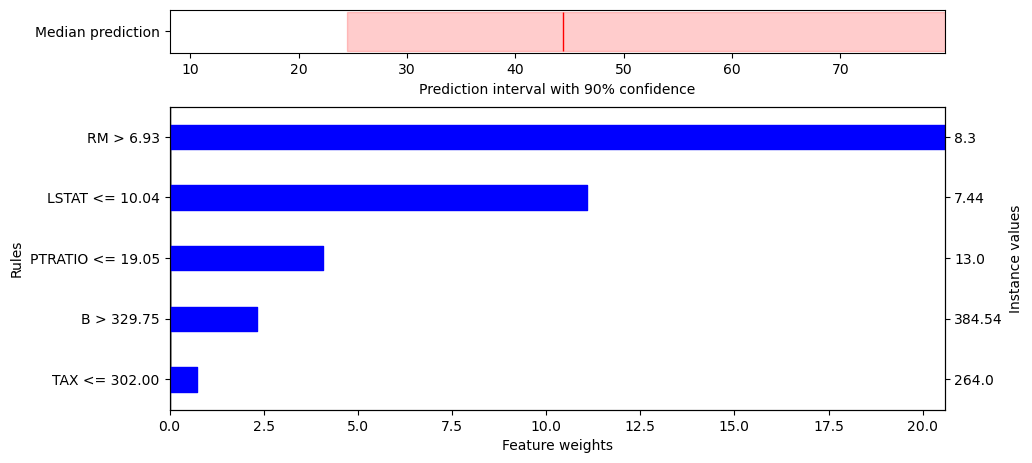 Median prediction
10 20 30 40 50 60 70
Prediction interval with 90% confidence
Rules
RM > 6.93 8.3
LSTAT <= 10.04 7.44
PTRATIO <= 19.05 13.0
B > 329.75 384.54
TAX <= 302.00 264.0
Instance values
0.0 2.5 5.0 7.5 10.0 12.5 15.0 17.5 20.0
Feature weights